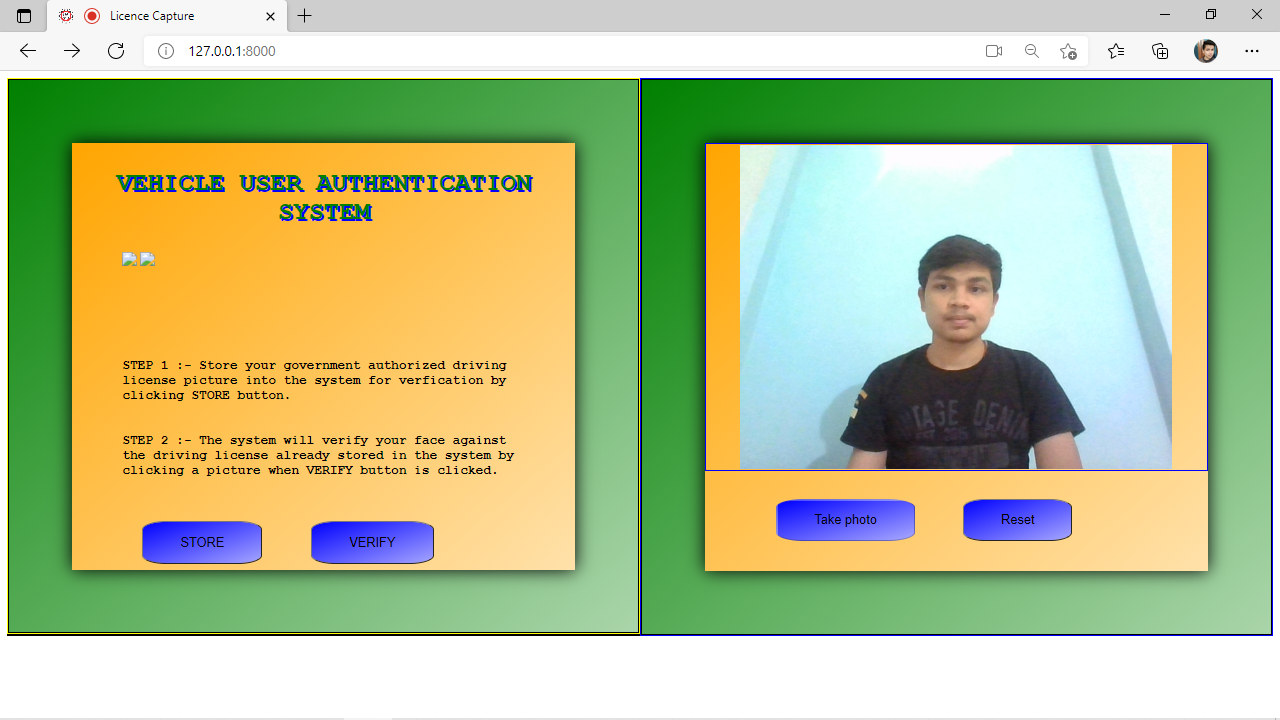 Licence Capture
127.0.0.1:8000
VEHICLE USER AUTHENTICATION
SYSTEM
STEP 1 :- Store your government authorized driving
license picture into the system for verfication by
clicking STORE button.
STEP 2 :- The system will verify your face against
the driving license already stored in the system by
clicking a picture when VERIFY button is clicked.
STORE
VERIFY
DENIM
Take photo
Reset